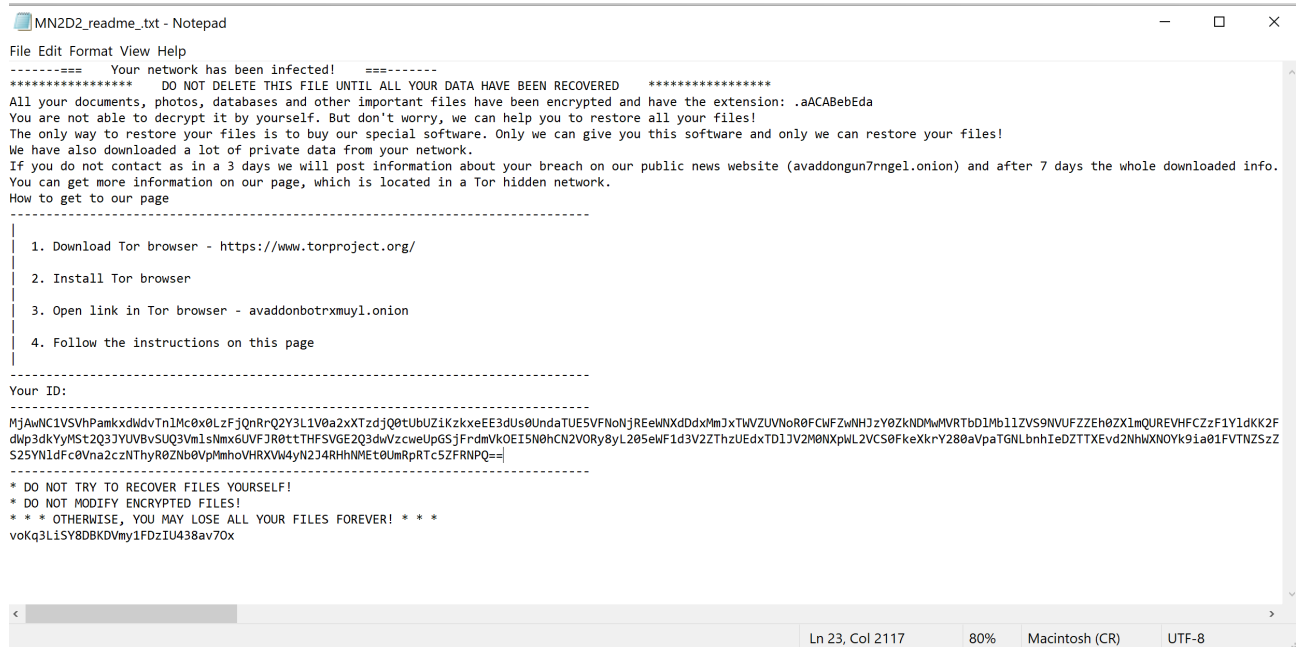 MN2D2_readme_.txt - Notepad
File Edit Format View Help
-------=== Your network has been infected! ===-------
***************** DO NOT DELETE THIS FILE UNTIL ALL YOUR DATA HAVE BEEN RECOVERED *****************
All your documents, photos, databases and other important files have been encrypted and have the extension: .aACABebEda
You are not able to decrypt it by yourself. But don't worry, we can help you to restore all your files!
The only way to restore your files is to buy our special software. Only we can give you this software and only we can restore your files!
We have also downloaded a lot of private data from your network.
If you do not contact as in a 3 days we will post information about your breach on our public news website (avaddongun7rngel.onion) and after 7 days the whole downloaded info.
You can get more information on our page, which is located in a Tor hidden network.
How to get to our page
--------------------------------------------------------------------------------
|
| 1. Download Tor browser - https://www.torproject.org/
|
| 2. Install Tor browser
|
| 3. Open link in Tor browser - avaddonbotrxmuyl.onion
|
| 4. Follow the instructions on this page
|
--------------------------------------------------------------------------------
Your ID:
--------------------------------------------------------------------------------
--------------------------------------------------------------------------------
* DO NOT TRY TO RECOVER FILES YOURSELF!
* DO NOT MODIFY ENCRYPTED FILES!
* * * OTHERWISE, YOU MAY LOSE ALL YOUR FILES FOREVER! * * *
voKq3LiSY8DBKDVmy1FDzIU438av7Ox
Ln 23, Col 2117
80%
Macintosh (CR)
UTF-8